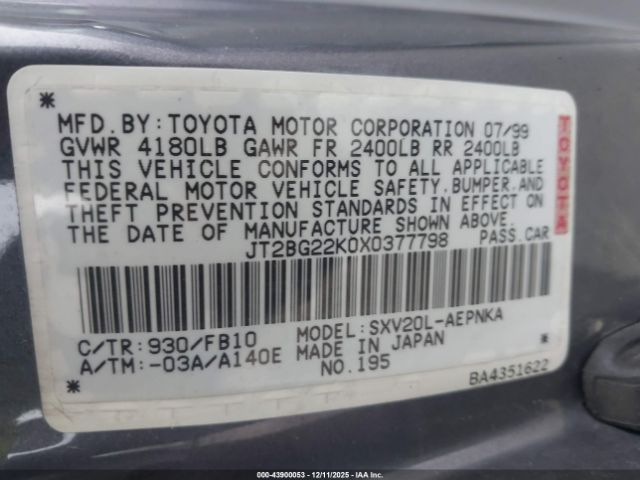 * MFD.BY:TOYOTA MOTOR CORPORATION 07/99
GVWR 4180LB GAWR FR 2400LB RR 2400LB
THIS VEHICLE CONFORMS TO ALL APPLICABLE
FEDERAL MOTOR VEHICLE SAFETY,BUMPER,AND
THEFT PREVENTION STANDARDS IN EFFECT ON
THE DATE OF MANUFACTURE SHOWN ABOVE.
JT2BG22K0X0377798 PASS.CAR
TOYOTA TOYOTA
C/TR:930/FB10 MODEL:SXV20L-AEPNKA
A/TM:-03A/A140E MADE IN JAPAN
* NO.195 BA4351622
000-43900053 | 12/11/2025 - IAAHQ